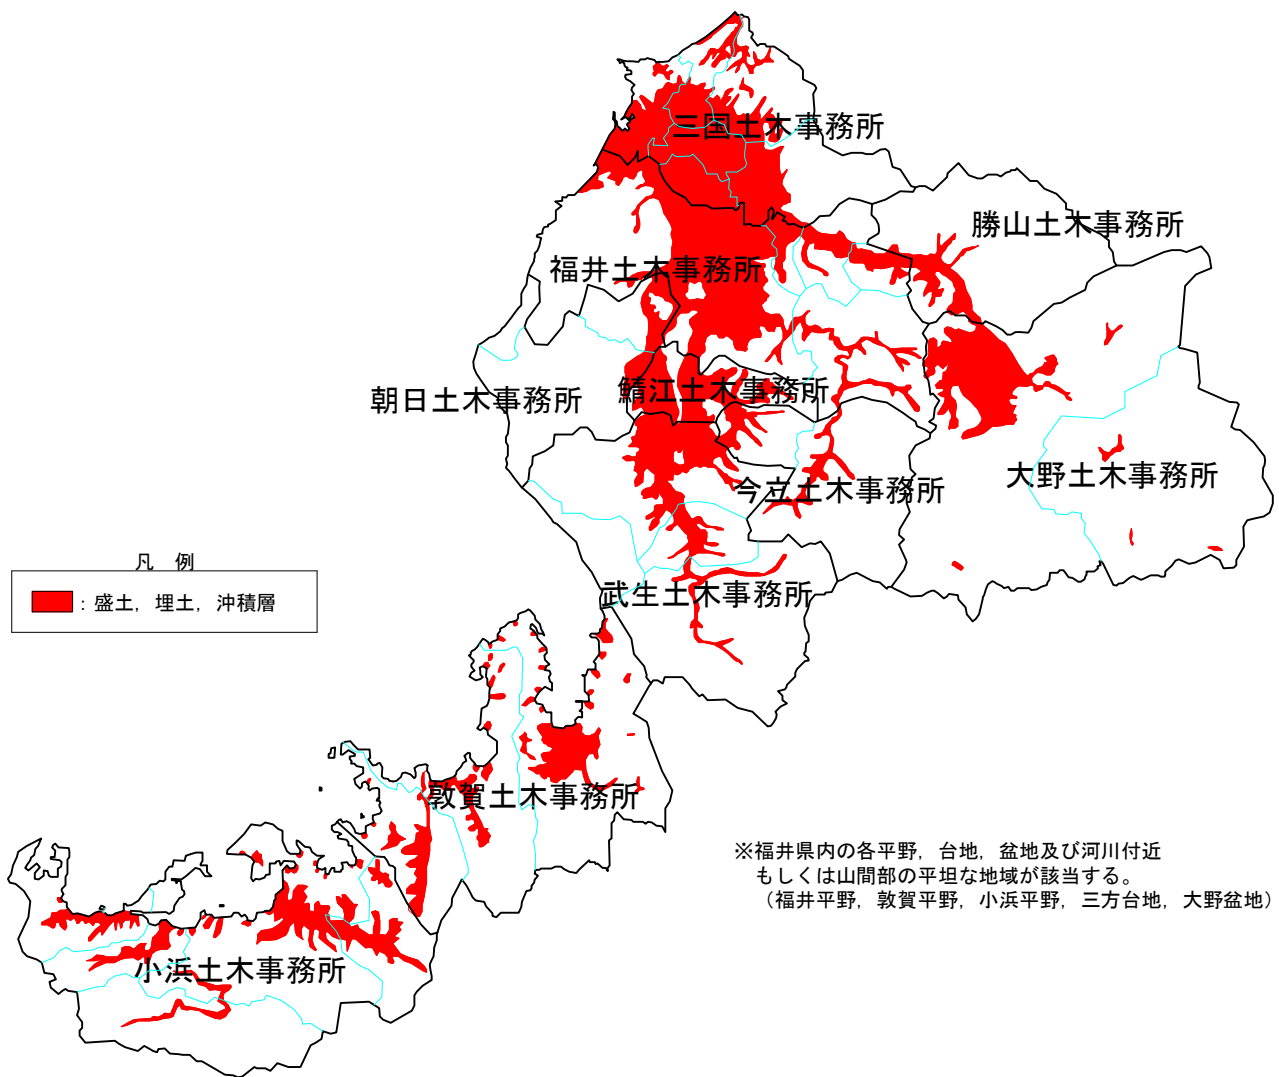 三国土木事務所
勝山土木事務所
福井土木事務所
鯖江土木事務所
朝日土木事務所
大野土木事務所
今立土木事務所
凡　例
：盛土，埋土，沖積層
武生土木事務所
敦賀土木事務所
※福井県内の各平野，台地，盆地及び河川付近
もしくは山間部の平坦な地域が該当する。
（福井平野，敦賀平野，小浜平野，三方台地，大野盆地）
小浜土木事務所